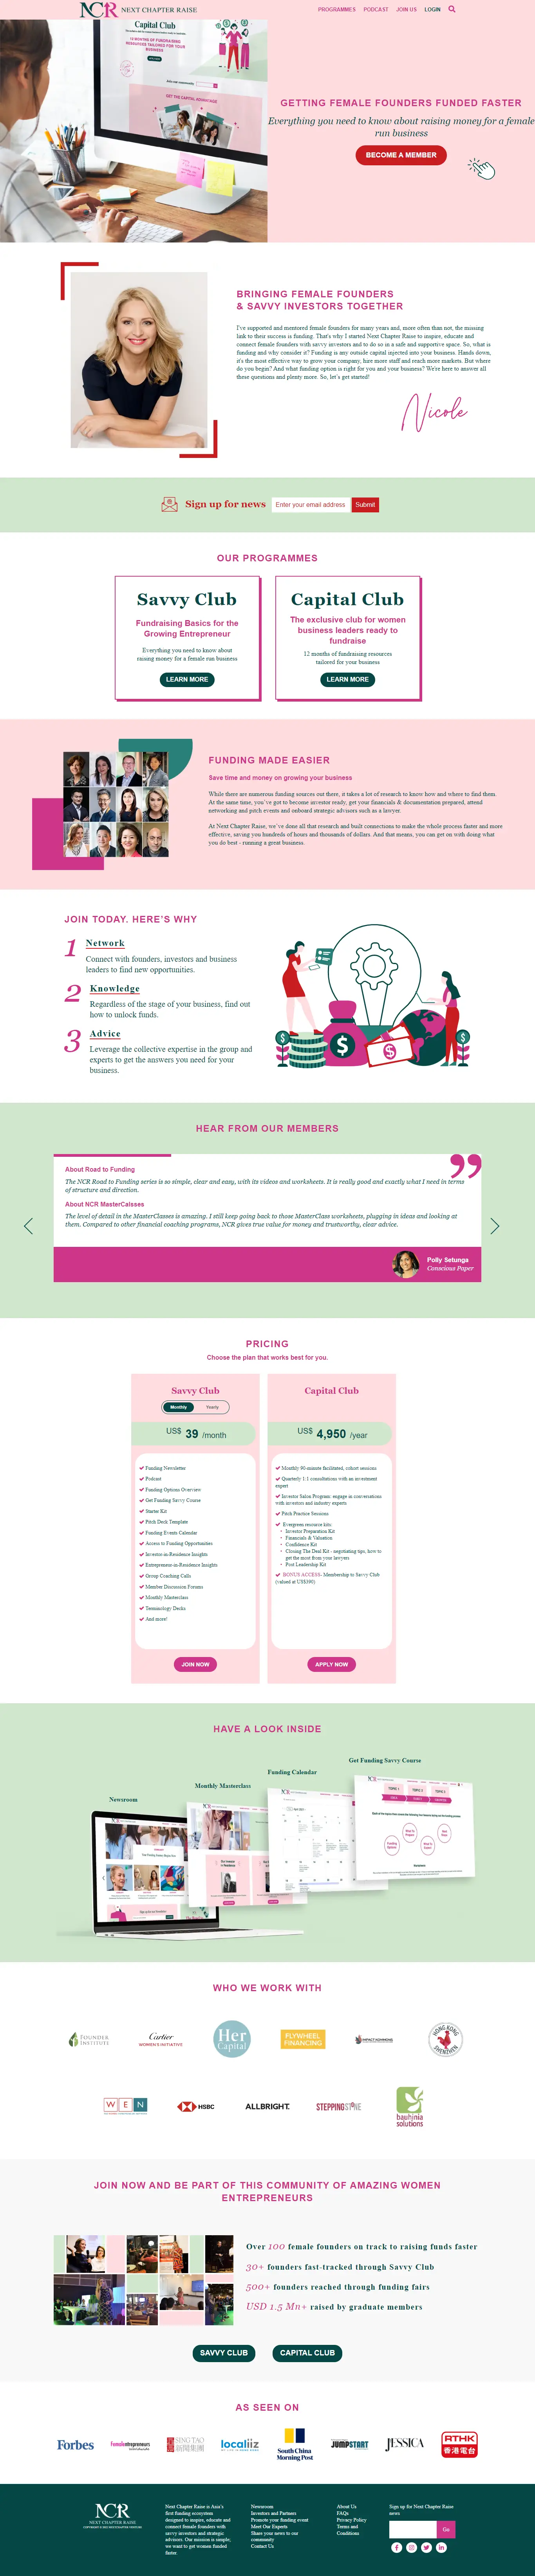 NCR NEXT CHAPTER RAISE
PROGRAMMES PODCAST JOIN US LOGIN
Capital Club
12 MONTHS OF FUNDRAISING
RESOURCES TAILORED FOR YOUR
BUSINESS
GET THE CAPITAL ADVANTAGE
GETTING FEMALE FOUNDERS FUNDED FASTER
Everything you need to know about raising money for a female
run business
BECOME A MEMBER
BRINGING FEMALE FOUNDERS
& SAVVY INVESTORS TOGETHER
I've supported and mentored female founders for many years and, more often than not, the missing
link to their success is funding. That's why I started Next Chapter Raise to inspire, educate and
connect female founders with savvy investors and to do so in a safe and supportive space. So, what is
funding and why consider it? Funding is any outside capital injected into your business. Hands down,
it's the most effective way to grow your company, hire more staff and reach more markets. But where
do you begin? And what funding option is right for you and your business? We're here to answer all
these questions and plenty more. So, let's get started!
Nicole
Sign up for news
Enter your email address
Submit
OUR PROGRAMMES
Savvy Club
Fundraising Basics for the
Growing Entrepreneur
Everything you need to know about
raising money for a female run business
LEARN MORE
Capital Club
The exclusive club for women
business leaders ready to
fundraise
12 months of fundraising resources
tailored for your business
LEARN MORE
FUNDING MADE EASIER
Save time and money on growing your business
While there are numerous funding sources out there, it takes a lot of research to know how and where to find them.
At the same time, you've got to become investor ready, get your financials & documentation prepared, attend
networking and pitch events and onboard strategic advisors such as a lawyer.
At Next Chapter Raise, we've done all that research and built connections to make the whole process faster and more
effective, saving you hundreds of hours and thousands of dollars. And that means, you can get on with doing what
you do best - running a great business.
JOIN TODAY. HERE'S WHY
1 Network
Connect with founders, investors and business
leaders to find new opportunities.
2 Knowledge
Regardless of the stage of your business, find out
how to unlock funds.
3 Advice
Leverage the collective expertise in the group and
experts to get the answers you need for your
business.
HEAR FROM OUR MEMBERS
About Road to Funding
The NCR Road to Funding series is so simple, clear and easy, with its videos and worksheets. It is really good and exactly what I need in terms
of structure and direction.
About NCR MasterCalsses
The level of detail in the MasterClasses is amazing. I still keep going back to those MasterClass worksheets, plugging in ideas and looking at
them. Compared to other financial coaching programs, NCR gives true value for money and trustworthy, clear advice.
Polly Setunga
Conscious Paper
PRICING
Choose the plan that works best for you.
Savvy Club
Monthly Yearly
US$ 39 /month
Funding Newsletter
Podcast
Funding Options Overview
Get Funding Savvy Course
Starter Kit
Pitch Deck Template
Funding Events Calendar
Access to Funding Opportunities
Investor-in-Residence Insights
Entrepreneur-in-Residence Insights
Group Coaching Calls
Member Discussion Forums
Monthly Masterclass
Terminology Decks
And more!
JOIN NOW
Capital Club
US$ 4,950 /year
Monthly 90-minute facilitated, cohort sessions
Quarterly 1:1 consultations with an investment
expert
Investor Salon Program: engage in conversations
with investors and industry experts
Pitch Practice Sessions
Evergreen resource kits:
• Investor Preparation Kit
• Financials & Valuation
• Confidence Kit
• Closing The Deal Kit - negotiating tips, how to
get the most from your lawyers
• Post Leadership Kit
BONUS ACCESS- Membership to Savvy Club
(valued at US$390)
APPLY NOW
HAVE A LOOK INSIDE
Newsroom
Monthly Masterclass
Funding Calendar
Get Funding Savvy Course
WHO WE WORK WITH
FOUNDER
INSTITUTE
Cartier
WOMEN'S INITIATIVE
Her
Capital
FLYWHEEL
FINANCING
HONG KONG
SHENZHEN
WEN
HSBC
ALLBRIGHT.
STEPPINGSTONE
bauhinia
solutions
JOIN NOW AND BE PART OF THIS COMMUNITY OF AMAZING WOMEN
ENTREPRENEURS
Over 100 female founders on track to raising funds faster
30+ founders fast-tracked through Savvy Club
500+ founders reached through funding fairs
USD 1.5 Mn+ raised by graduate members
SAVVY CLUB
CAPITAL CLUB
AS SEEN ON
Forbes
Femaleentrepreneurs
SING TAO
localiiz
South China
Morning Post
JUMPSTART
JESSICA
RTHK
香港電台
NCR
NEXT CHAPTER RAISE
Next Chapter Raise is Asia's
first funding ecosystem
designed to inspire, educate and
connect female founders with
savvy investors and strategic
advisors. Our mission is simple,
we want to get women funded
faster.
Newsroom
Investors and Partners
Promote your funding event
Meet Our Experts
Share your news to our
community
Contact Us
About Us
FAQs
Privacy Policy
Terms and
Conditions
Sign up for Next Chapter Raise
news
Go